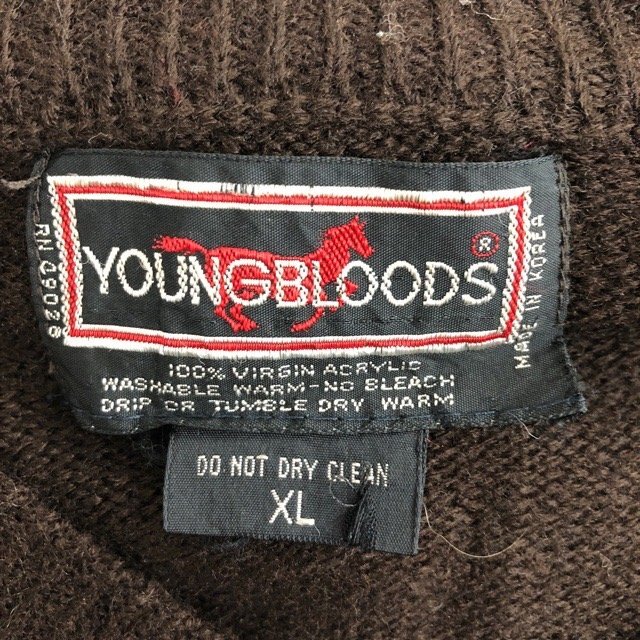 RN 49028
YOUNGBLOODS ®
MADE IN KOREA
100% VIRGIN ACRYLIC
WASHABLE WARM-NO BLEACH
DRIP OR TUMBLE DRY WARM
DO NOT DRY CLEAN
XL